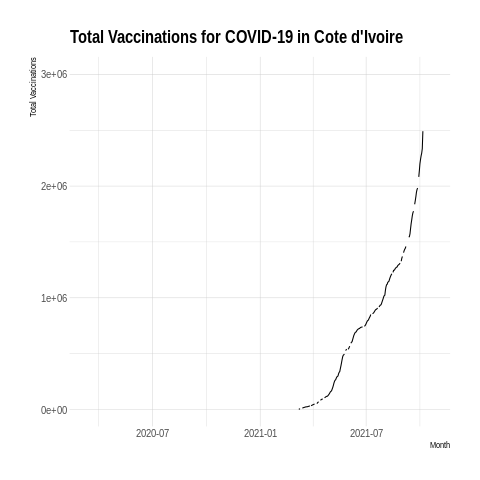 Total Vaccinations for COVID-19 in Cote d'Ivoire
Total Vaccinations
3e+06
2e+06
1e+06
0e+00
2020-07
2021-01
2021-07
Month